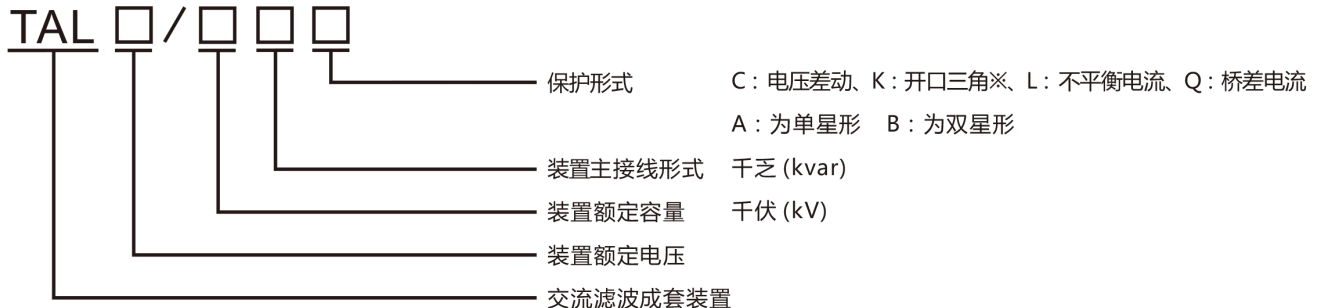 TAL □/□□□
保护形式 C：电压差动、K：开口三角※、L：不平衡电流、Q：桥差电流
A：为单星形 B：为双星形
装置主接线形式 千乏 (kvar)
装置额定容量 千伏 (kV)
装置额定电压
交流滤波成套装置